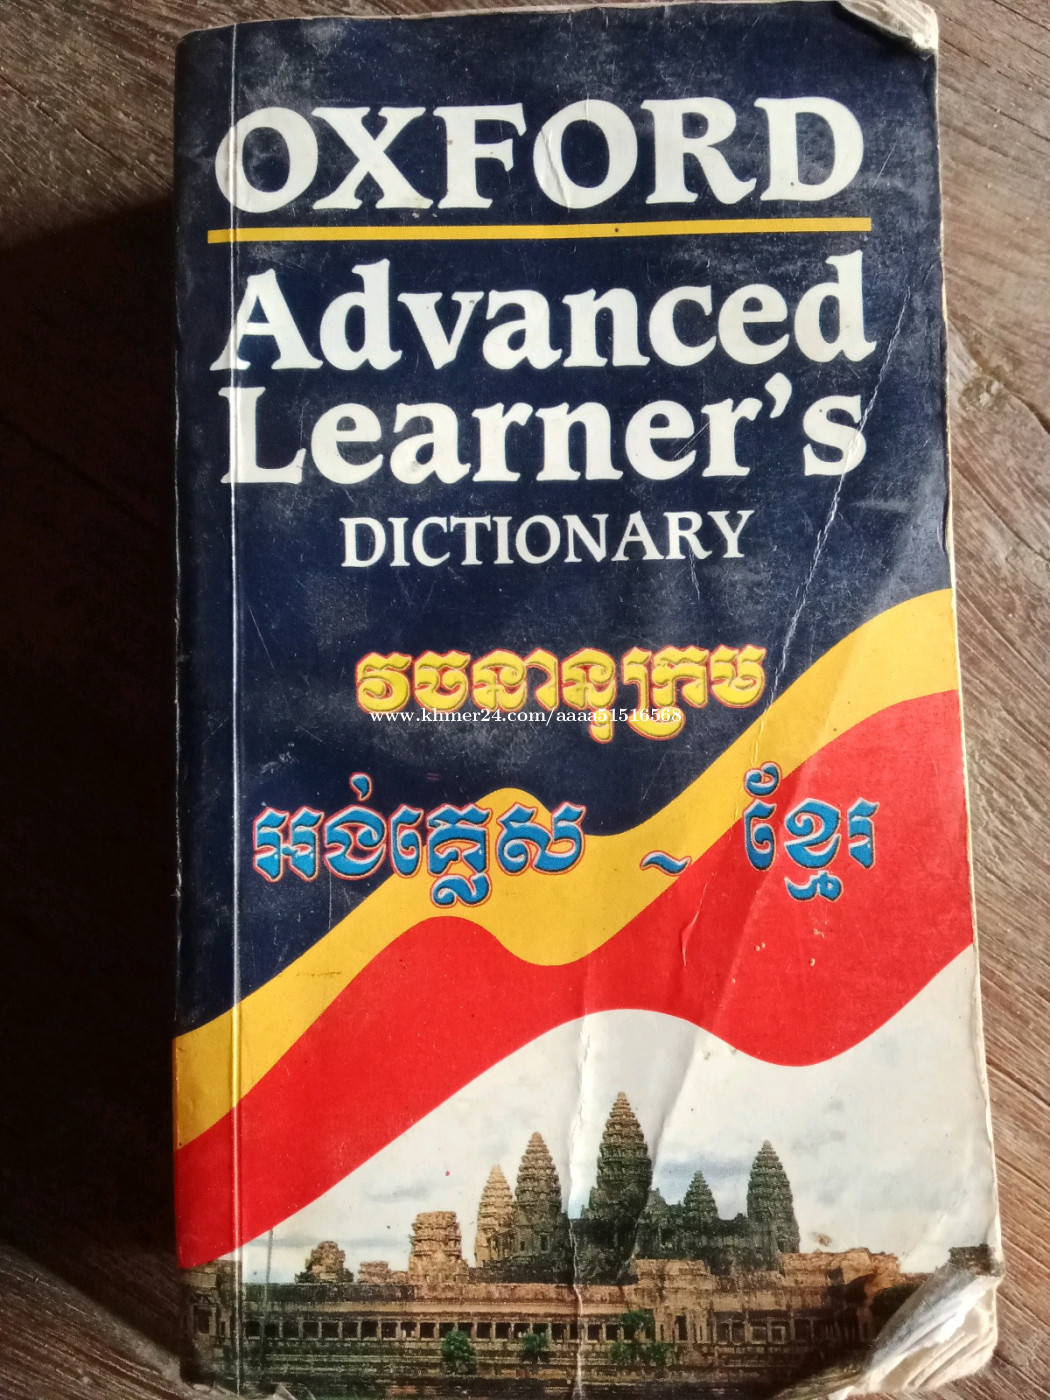 OXFORD
Advanced
Learner's
DICTIONARY
វចនានុក្រម
www.khmer24.com/aaaa51516568
អង់គ្លេស ~ ខ្មែរ